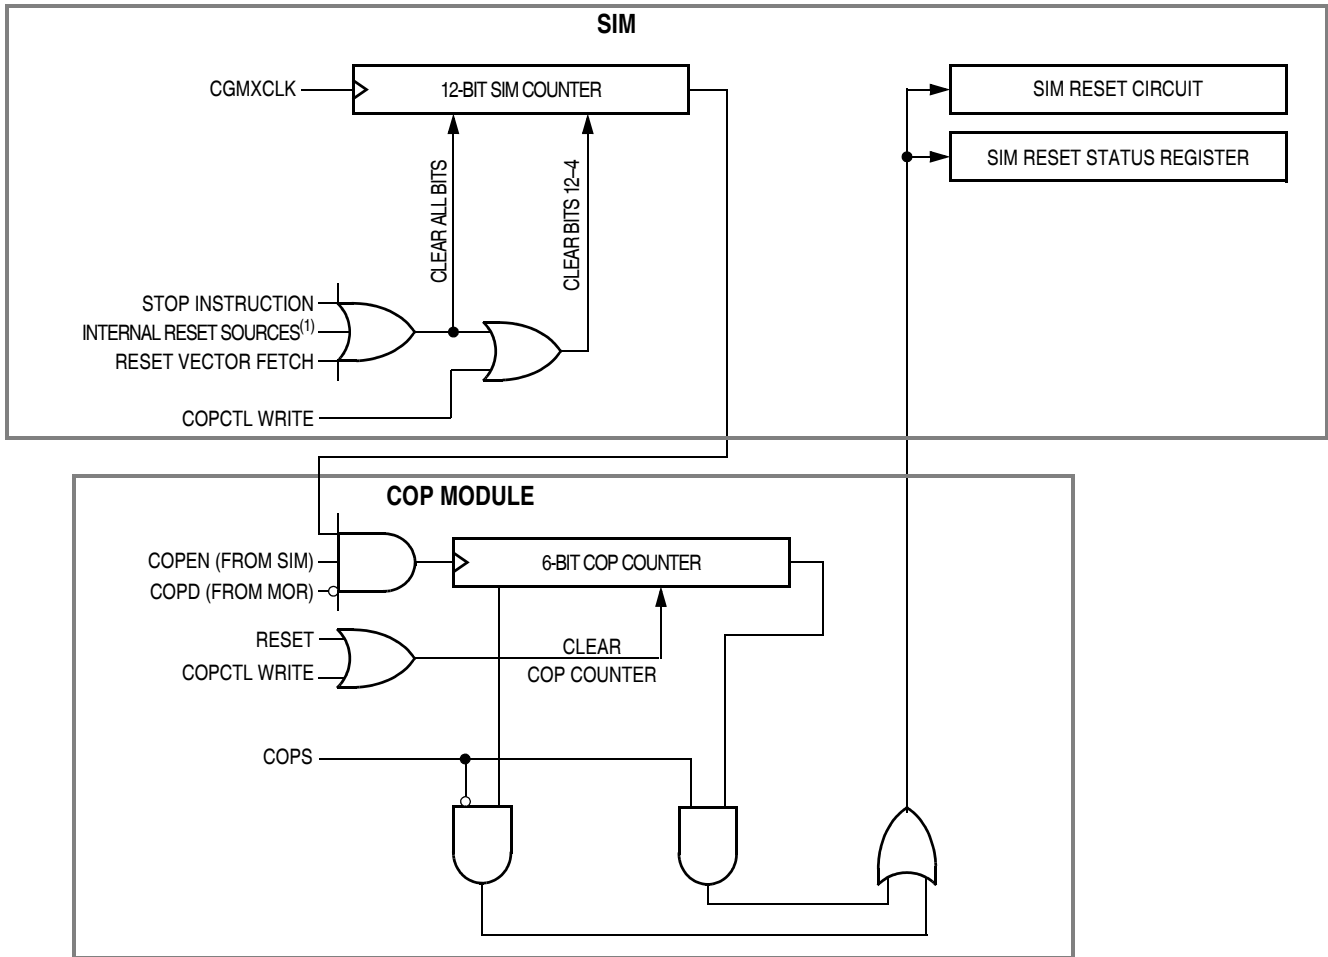 SIM
CGMXCLK
12-BIT SIM COUNTER
SIM RESET CIRCUIT
SIM RESET STATUS REGISTER
CLEAR ALL BITS
CLEAR BITS 12–4
STOP INSTRUCTION
INTERNAL RESET SOURCES(1)
RESET VECTOR FETCH
COPCTL WRITE
COP MODULE
COPEN (FROM SIM)
6-BIT COP COUNTER
COPD (FROM MOR)
RESET
CLEAR
COPCTL WRITE
COP COUNTER
COPS